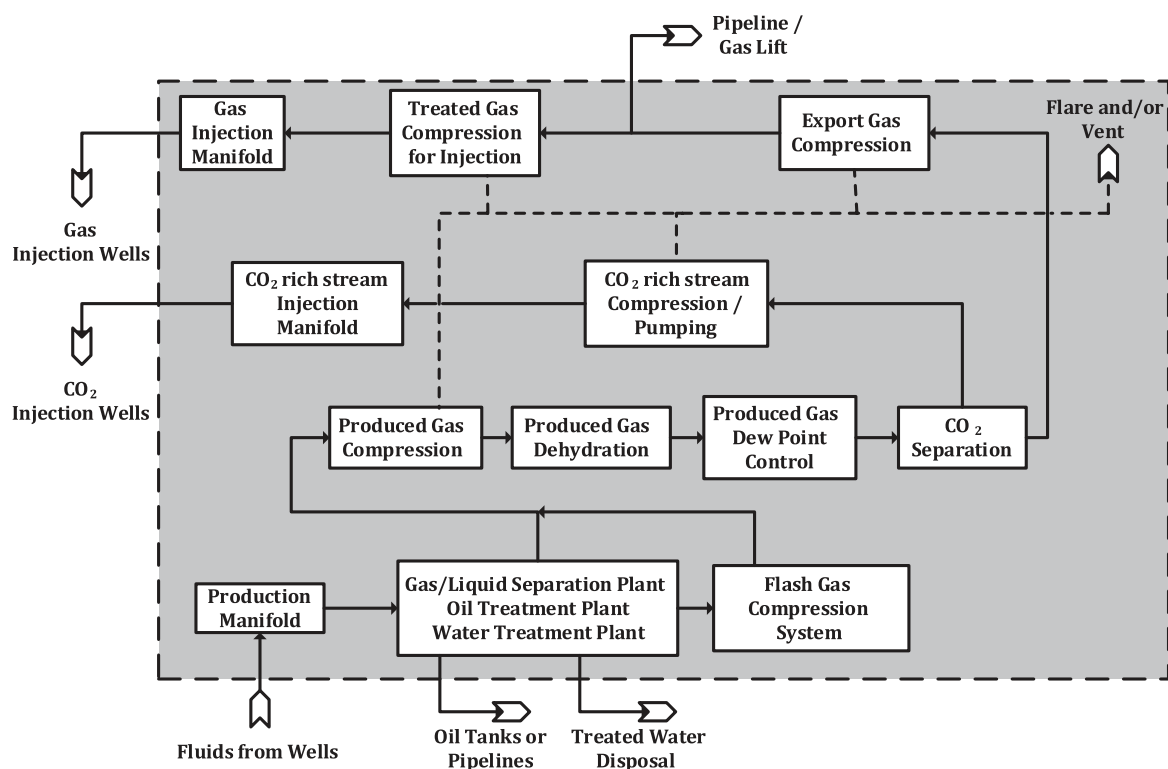 Pipeline /
Gas Lift
Gas
Injection
Manifold
Treated Gas
Compression
for Injection
Export Gas
Compression
Flare and/or
Vent
Gas
Injection Wells
CO₂ rich stream
Injection
Manifold
CO₂ rich stream
Compression /
Pumping
CO₂
Injection Wells
Produced Gas
Compression
Produced Gas
Dehydration
Produced Gas
Dew Point
Control
CO₂
Separation
Production
Manifold
Gas/Liquid Separation Plant
Oil Treatment Plant
Water Treatment Plant
Flash Gas
Compression
System
Fluids from Wells
Oil Tanks or
Pipelines
Treated Water
Disposal